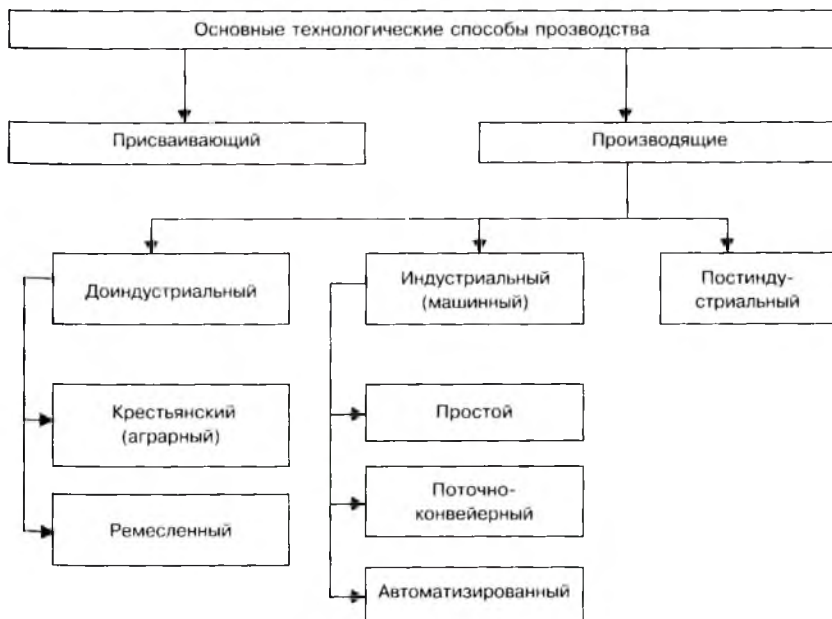 Основные технологические способы прозводства
Присваивающий
Производящие
Доиндустриальный
Индустриальный
(машинный)
Постинду-
стриальный
Крестьянский
(аграрный)
Ремесленный
Простой
Поточно-
конвейерный
Автоматизированный